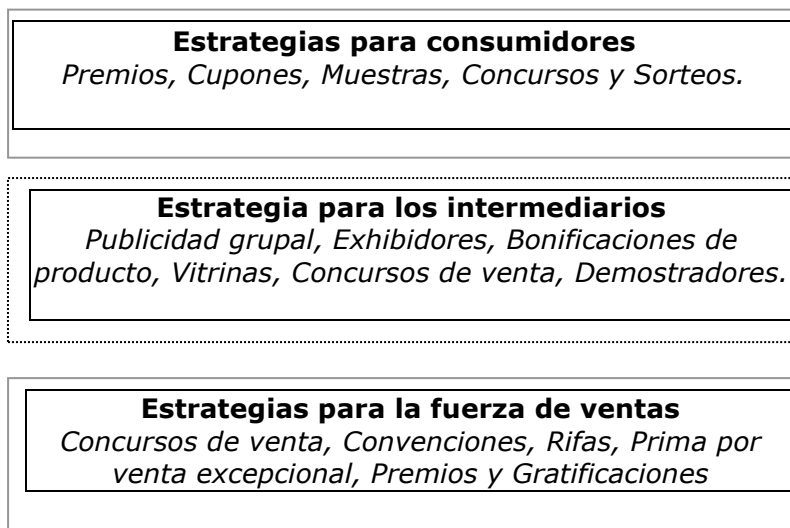 Estrategias para consumidores
Premios, Cupones, Muestras, Concursos y Sorteos.
Estrategia para los intermediarios
Publicidad grupal, Exhibidores, Bonificaciones de
producto, Vitrinas, Concursos de venta, Demostradores.
Estrategias para la fuerza de ventas
Concursos de venta, Convenciones, Rifas, Prima por
venta excepcional, Premios y Gratificaciones